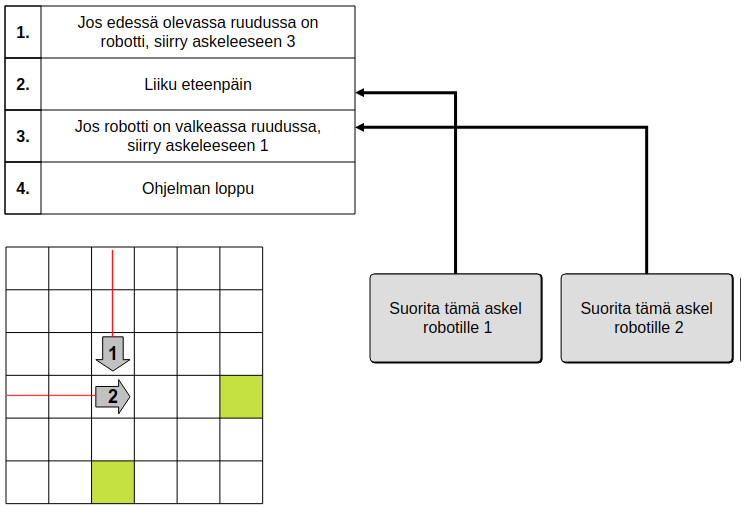 1.
Jos edessä olevassa ruudussa on
robotti, siirry askeleeseen 3
2.
Liiku eteenpäin
3.
Jos robotti on valkeassa ruudussa,
siirry askeleeseen 1
4.
Ohjelman loppu
1
2
Suorita tämä askel
robotille 1
Suorita tämä askel
robotille 2